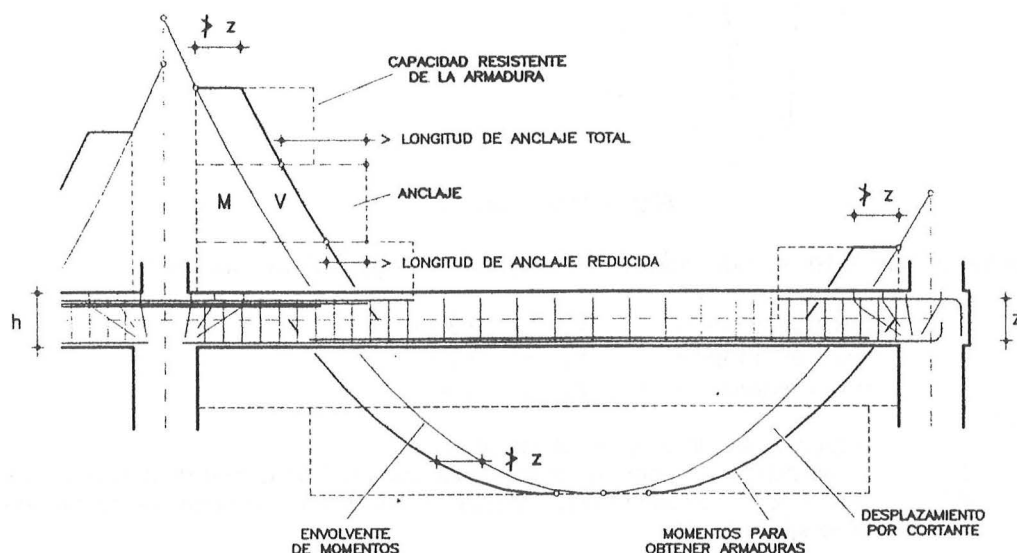 ≯ z
CAPACIDAD RESISTENTE
DE LA ARMADURA
> LONGITUD DE ANCLAJE TOTAL
ANCLAJE
M V
≯ z
> LONGITUD DE ANCLAJE REDUCIDA
h
z
≯ z
ENVOLVENTE
DE MOMENTOS
MOMENTOS PARA
OBTENER ARMADURAS
DESPLAZAMIENTO
POR CORTANTE